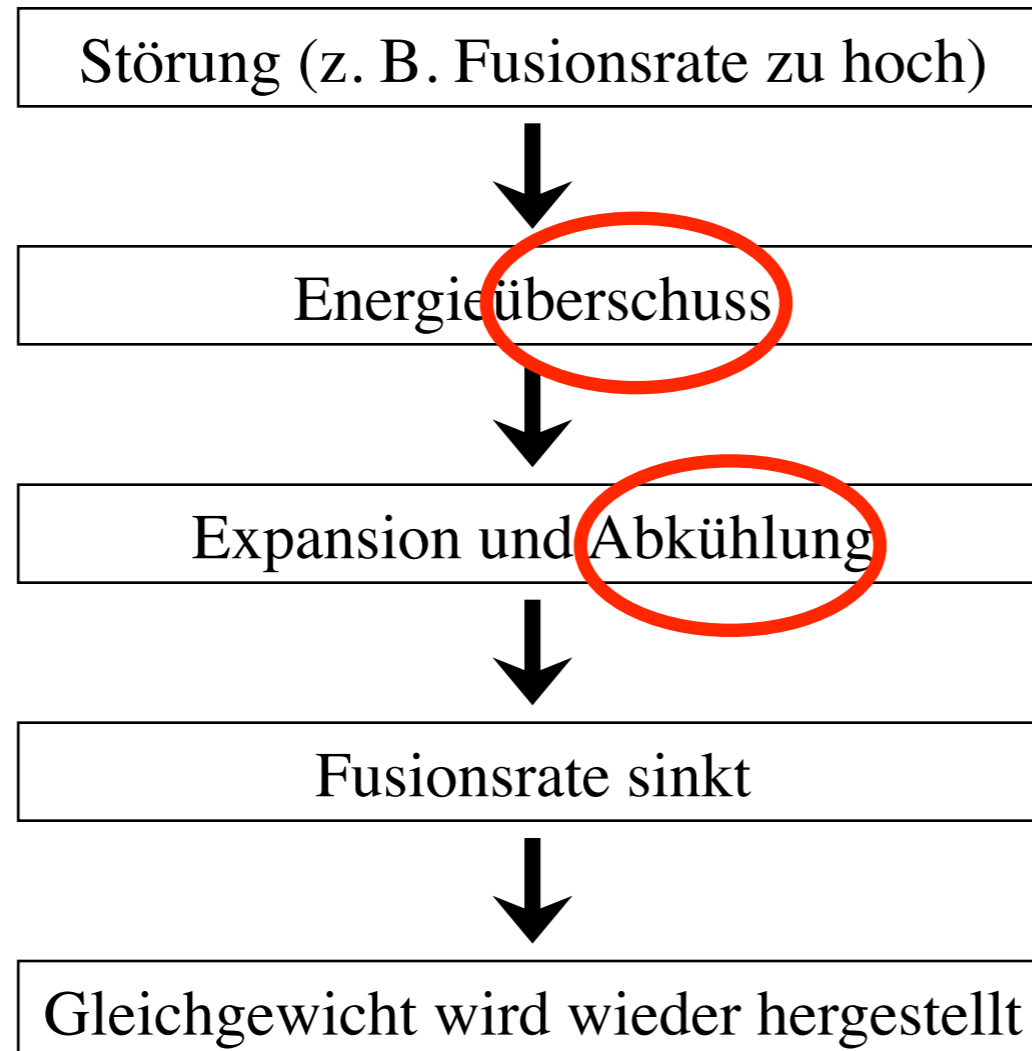 Störung (z. B. Fusionsrate zu hoch)
Energieüberschuss
Expansion und Abkühlung
Fusionsrate sinkt
Gleichgewicht wird wieder hergestellt